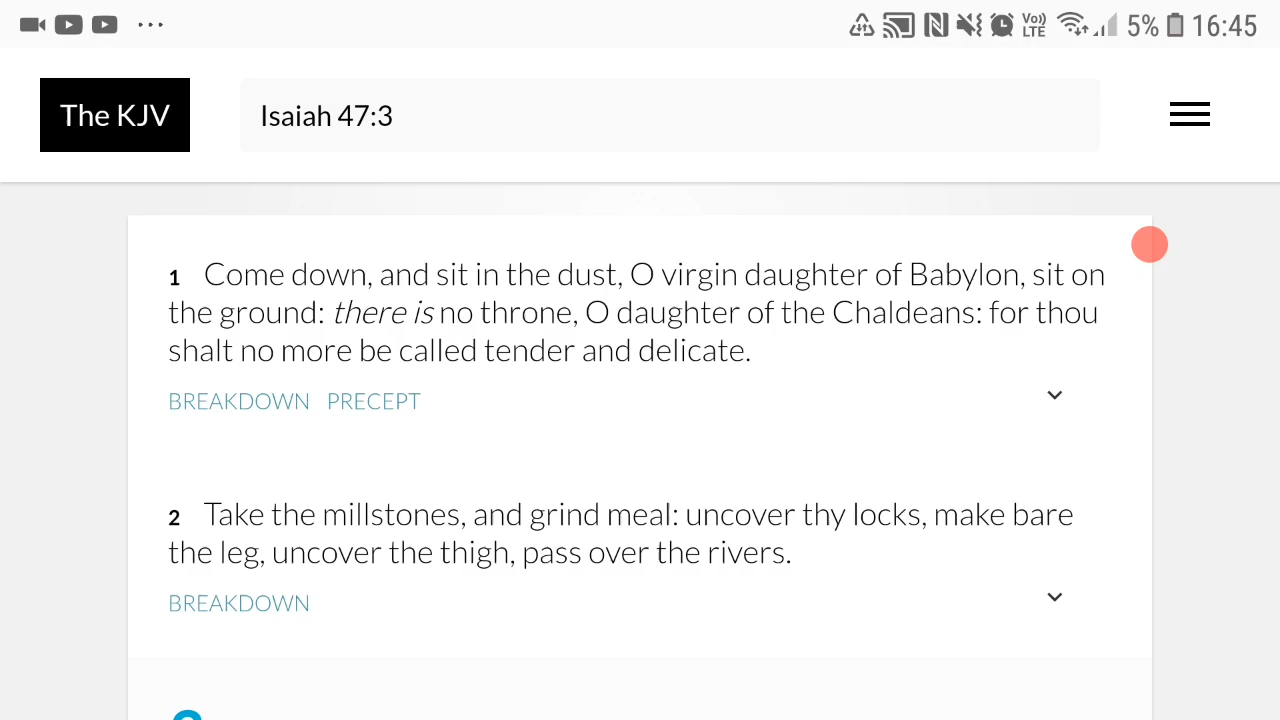 Vo)) LTE 5% 16:45
The KJV Isaiah 47:3
1 Come down, and sit in the dust, O virgin daughter of Babylon, sit on
the ground: there is no throne, O daughter of the Chaldeans: for thou
shalt no more be called tender and delicate.
BREAKDOWN PRECEPT
2 Take the millstones, and grind meal: uncover thy locks, make bare
the leg, uncover the thigh, pass over the rivers.
BREAKDOWN